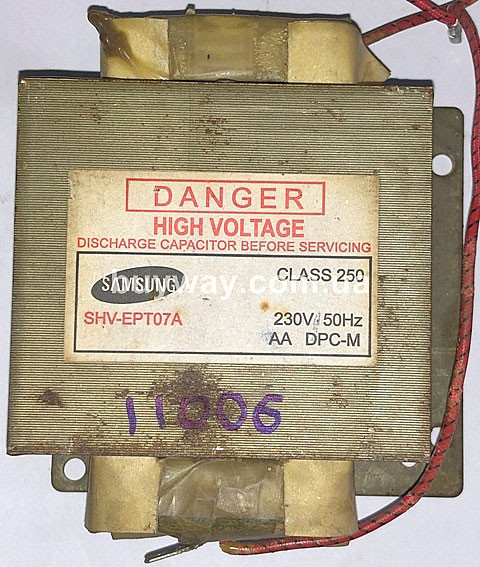 DANGER
HIGH VOLTAGE
DISCHARGE CAPACITOR BEFORE SERVICING
SAMSUNG
CLASS 250
SHV-EPT07A
230V/50Hz
AA DPC-M
11006